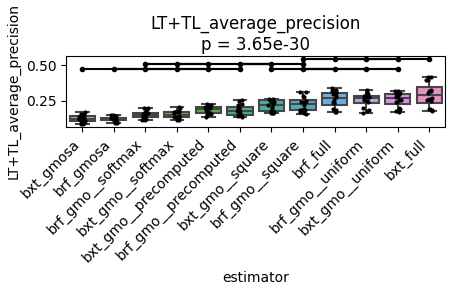 LT+TL_average_precision
p = 3.65e-30
LT+TL_average_precision
0.50
0.25
bxt_gmosa
brf_gmosa
brf_gmo__softmax
bxt_gmo__softmax
bxt_gmo__precomputed
brf_gmo__precomputed
bxt_gmo__square
brf_gmo__square
brf_full
brf_gmo__uniform
bxt_gmo__uniform
bxt_full
estimator